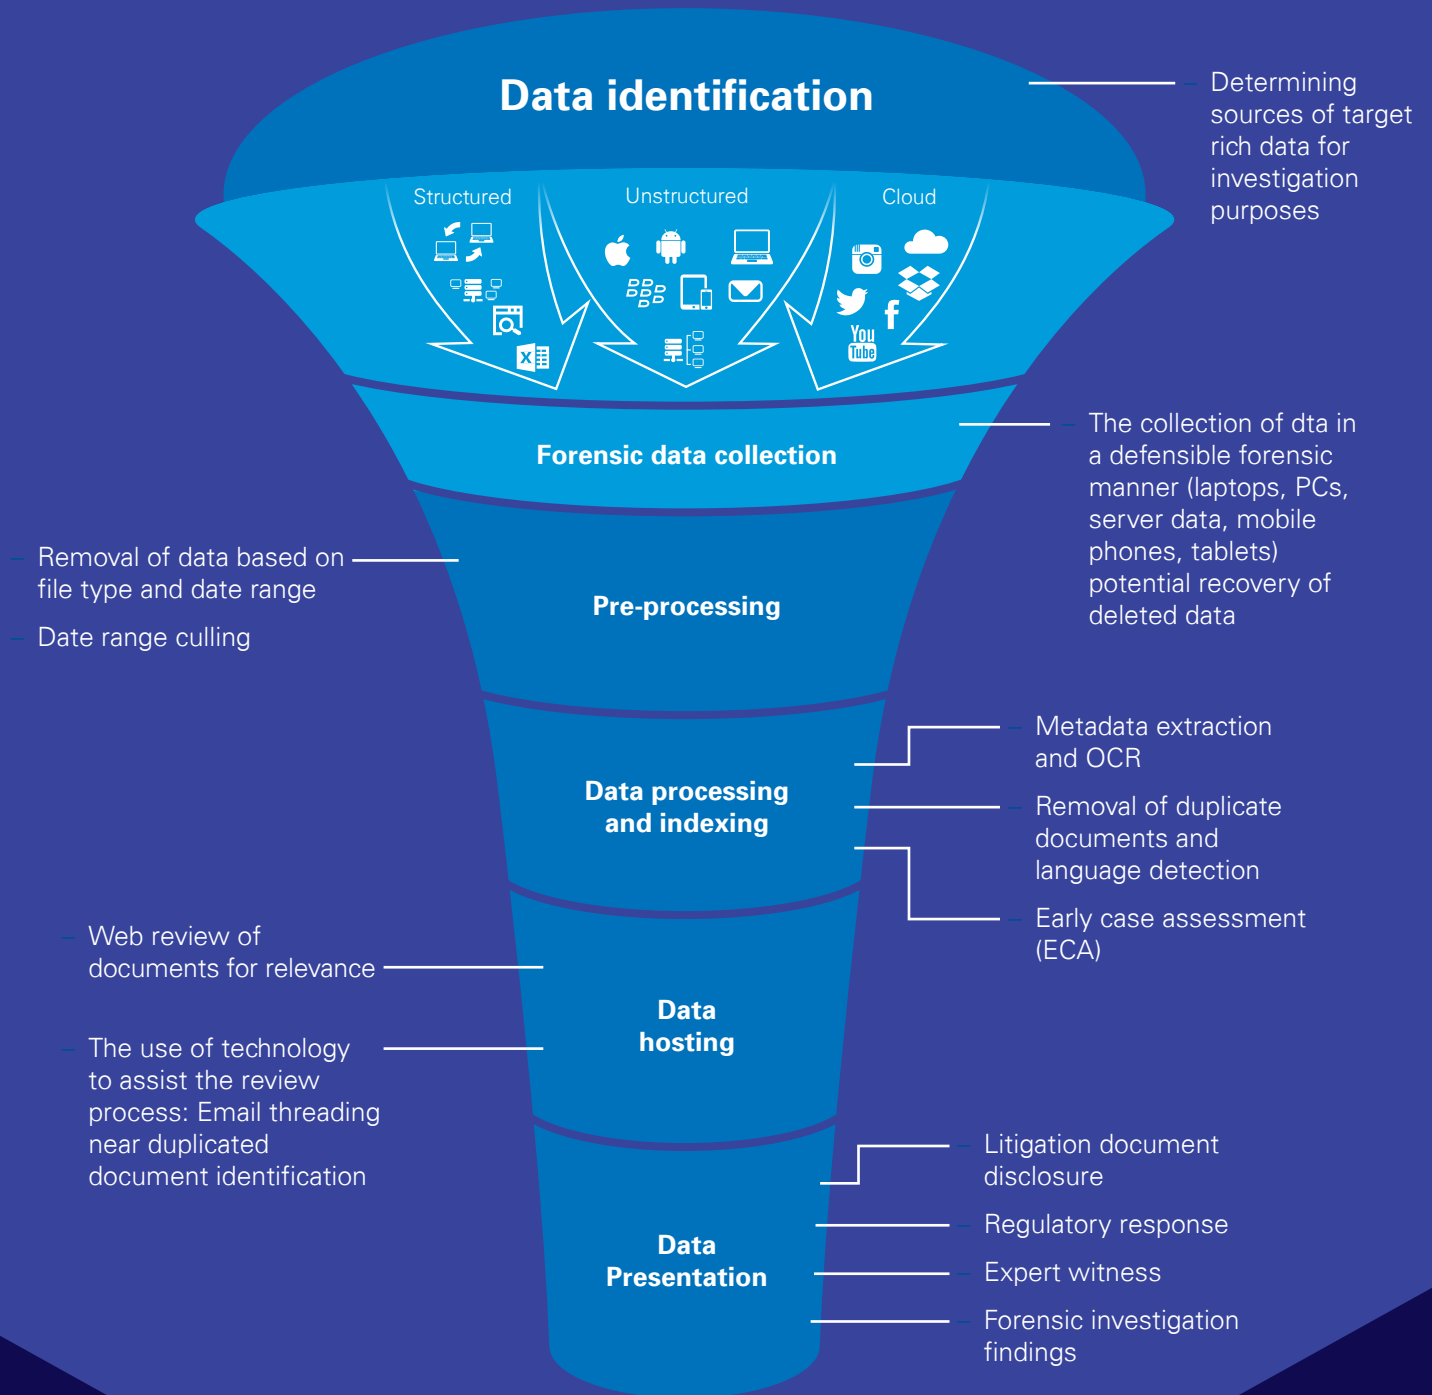 Data identification
– Determining
sources of target
rich data for
investigation
purposes
Structured
Unstructured
Cloud
You
Tube
Forensic data collection
– The collection of dta in
a defensible forensic
manner (laptops, PCs,
server data, mobile
phones, tablets)
potential recovery of
deleted data
– Removal of data based on
file type and date range
– Date range culling
Pre-processing
Data processing
and indexing
– Metadata extraction
and OCR
– Removal of duplicate
documents and
language detection
– Early case assessment
(ECA)
– Web review of
documents for relevance
– The use of technology
to assist the review
process: Email threading
near duplicated
document identification
Data
hosting
Data
Presentation
– Litigation document
disclosure
– Regulatory response
– Expert witness
– Forensic investigation
findings